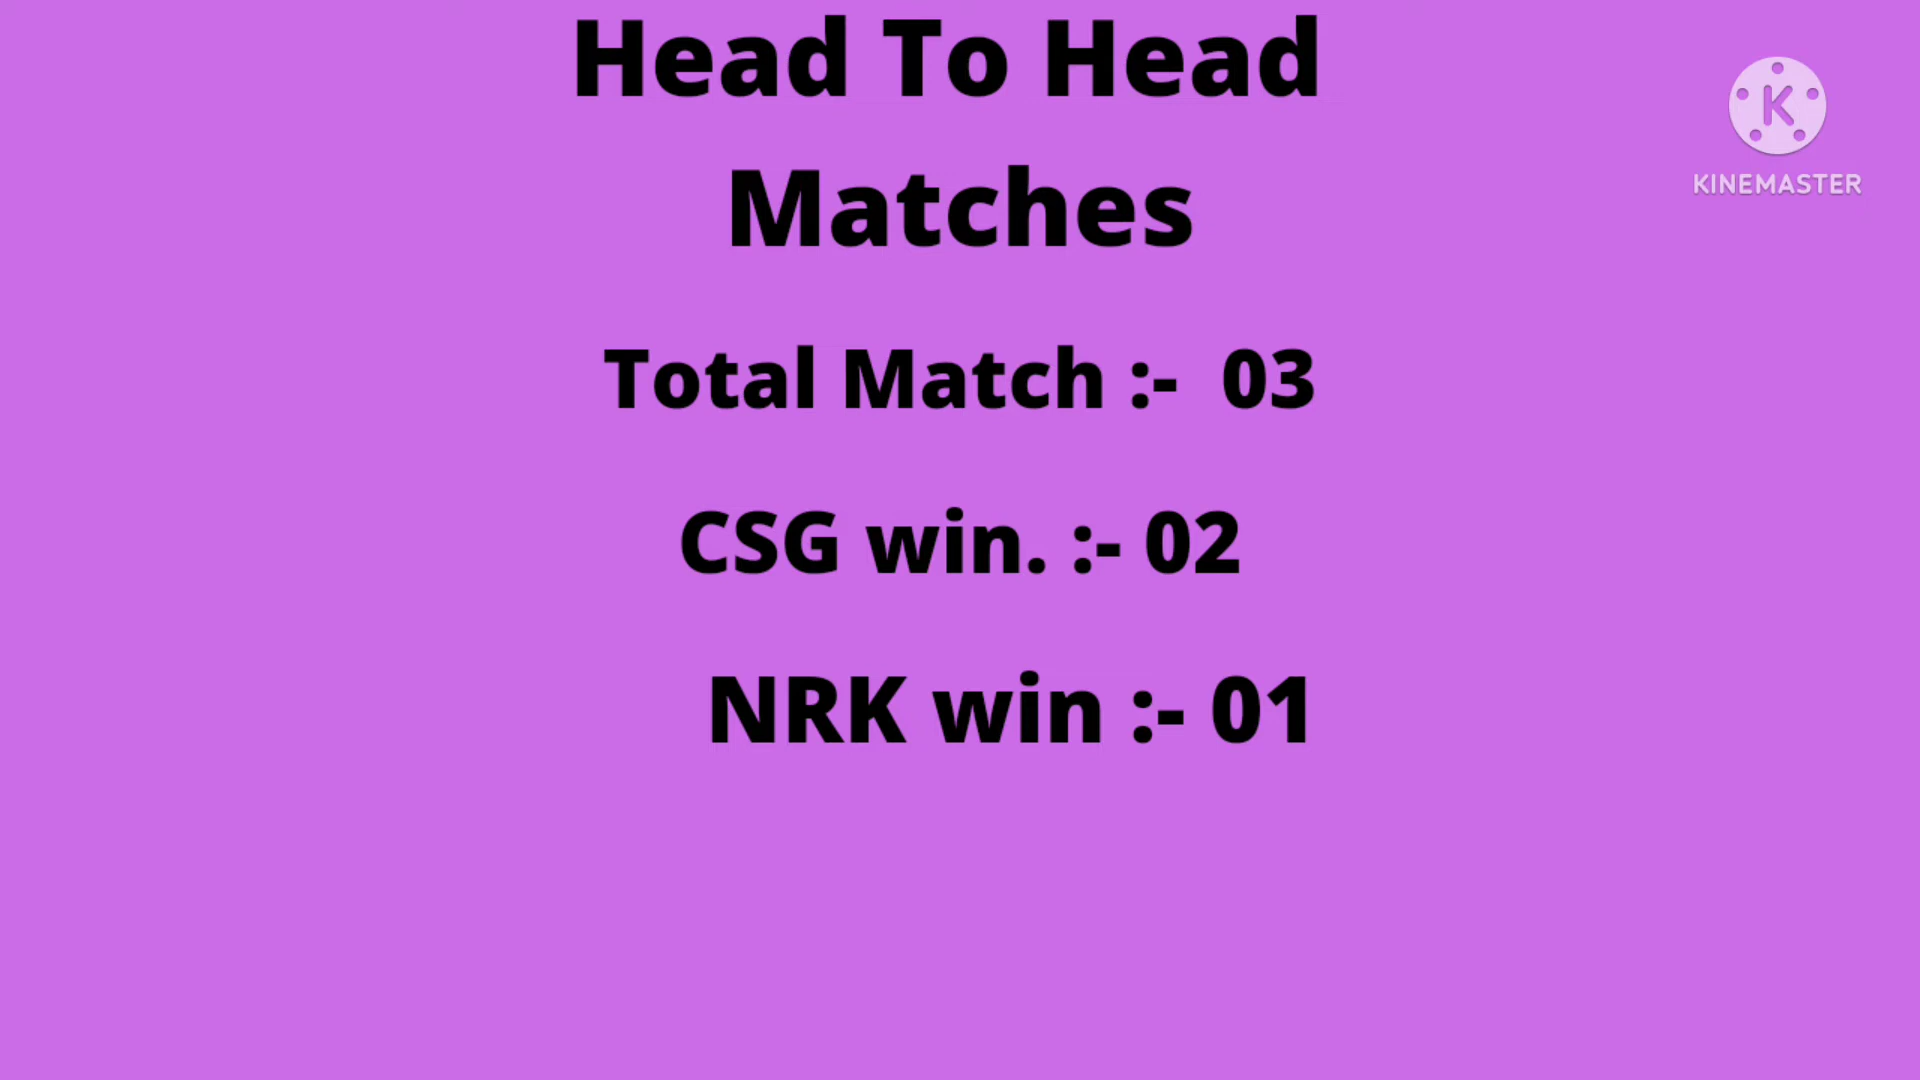 Head To Head
Matches
K
KINEMASTER
Total Match :-  03
CSG win. :- 02
NRK win :- 01